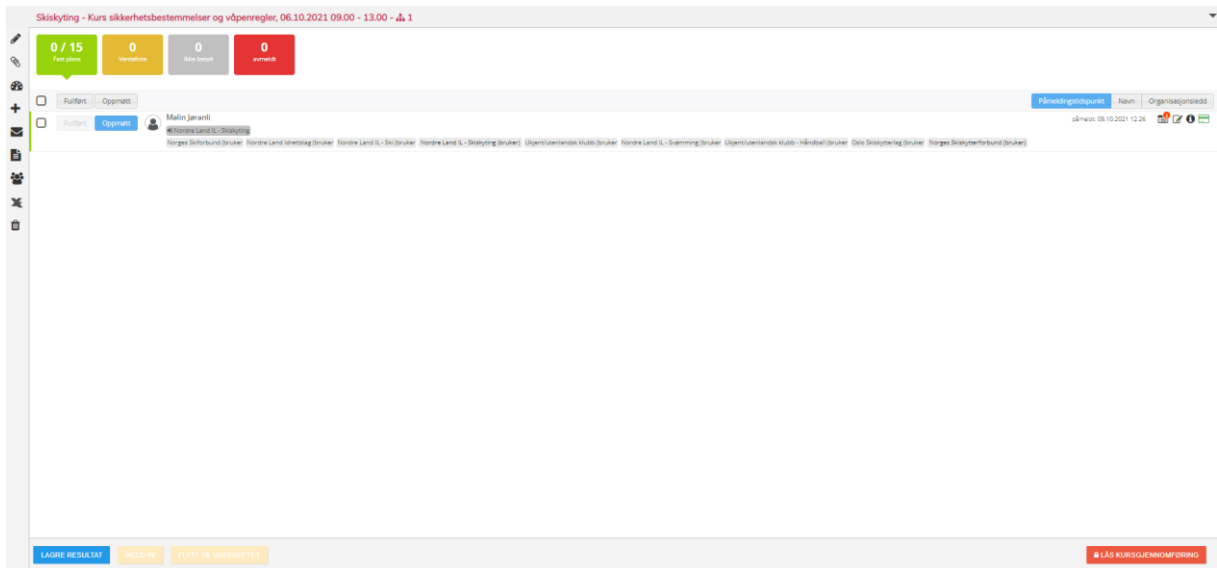 Skiskyting - Kurs sikkerhetsbestemmelser og våpenregler, 06.10.2021 09.00 - 13.00 - 1
0 / 15 0 0 0
Fast plass Venteliste Ikke betalt avmeldt
Fullført Oppmøtt Påmeldingstidspunkt Navn Organisasjonsledd
Fullført Oppmøtt Malin Jøranli påmeldt: 06.10.2021 12.26
Nordre Land IL - Skiskyting
Norges Skiforbund (bruker Nordre Land Idrettslag (bruker Nordre Land IL - Ski (bruker Nordre Land IL - Skiskyting (bruker) Ukjent/utenlandsk klubb (bruker Nordre Land IL - Svømming (bruker Ukjent/utenlandsk klubb - Håndball (bruker Oslo Skiskytterlag (bruker Norges Skiskytterforbund (bruker)
LAGRE RESULTAT MELD AV FLYTT TIL UBEKREFTET LÅS KURSGJENNOMFØRING